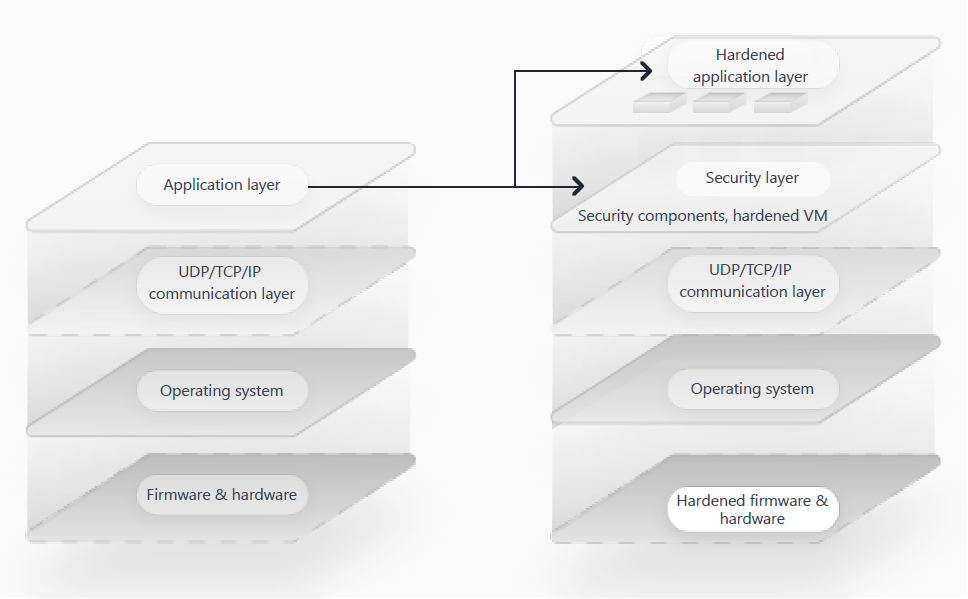 Application layer
UDP/TCP/IP
communication layer
Operating system
Firmware & hardware
Hardened
application layer
Security layer
Security components, hardened VM
UDP/TCP/IP
communication layer
Operating system
Hardened firmware &
hardware